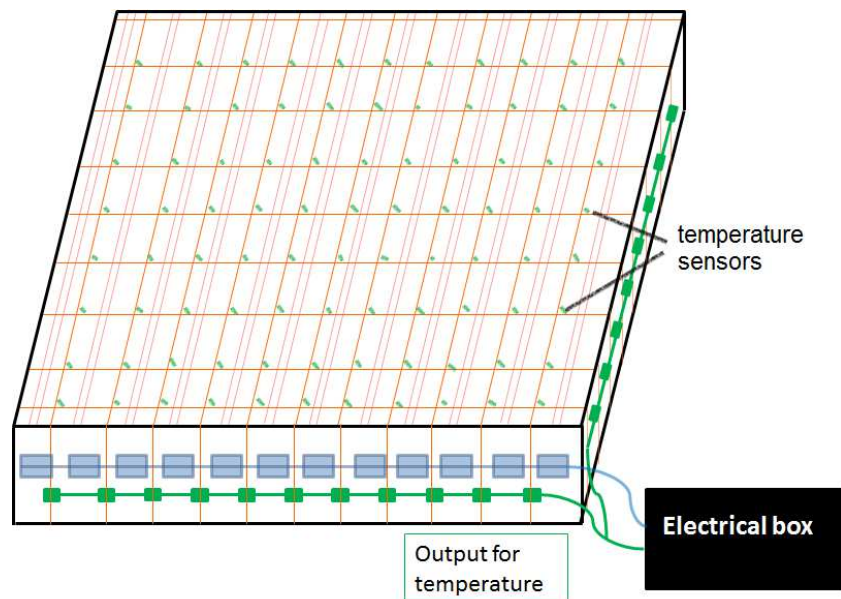 temperature
sensors
Electrical box
Output for
temperature